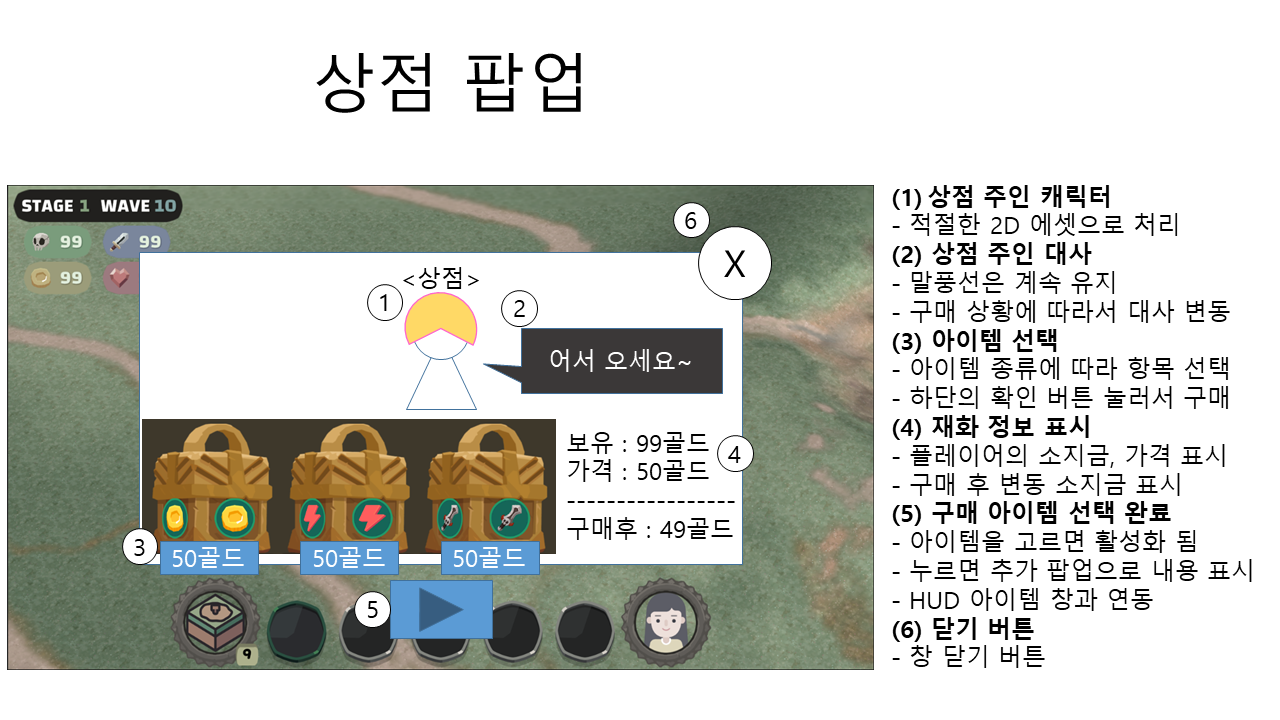 상점 팝업
STAGE 1 WAVE 10
99
99
99
6
X
<상점>
1
2
어서 오세요~
보유 : 99골드
가격 : 50골드
-----------------
구매후 : 49골드
4
3
50골드
50골드
50골드
5
9
(1) 상점 주인 캐릭터
- 적절한 2D 에셋으로 처리
(2) 상점 주인 대사
- 말풍선은 계속 유지
- 구매 상황에 따라서 대사 변동
(3) 아이템 선택
- 아이템 종류에 따라 항목 선택
- 하단의 확인 버튼 눌러서 구매
(4) 재화 정보 표시
- 플레이어의 소지금, 가격 표시
- 구매 후 변동 소지금 표시
(5) 구매 아이템 선택 완료
- 아이템을 고르면 활성화 됨
- 누르면 추가 팝업으로 내용 표시
- HUD 아이템 창과 연동
(6) 닫기 버튼
- 창 닫기 버튼